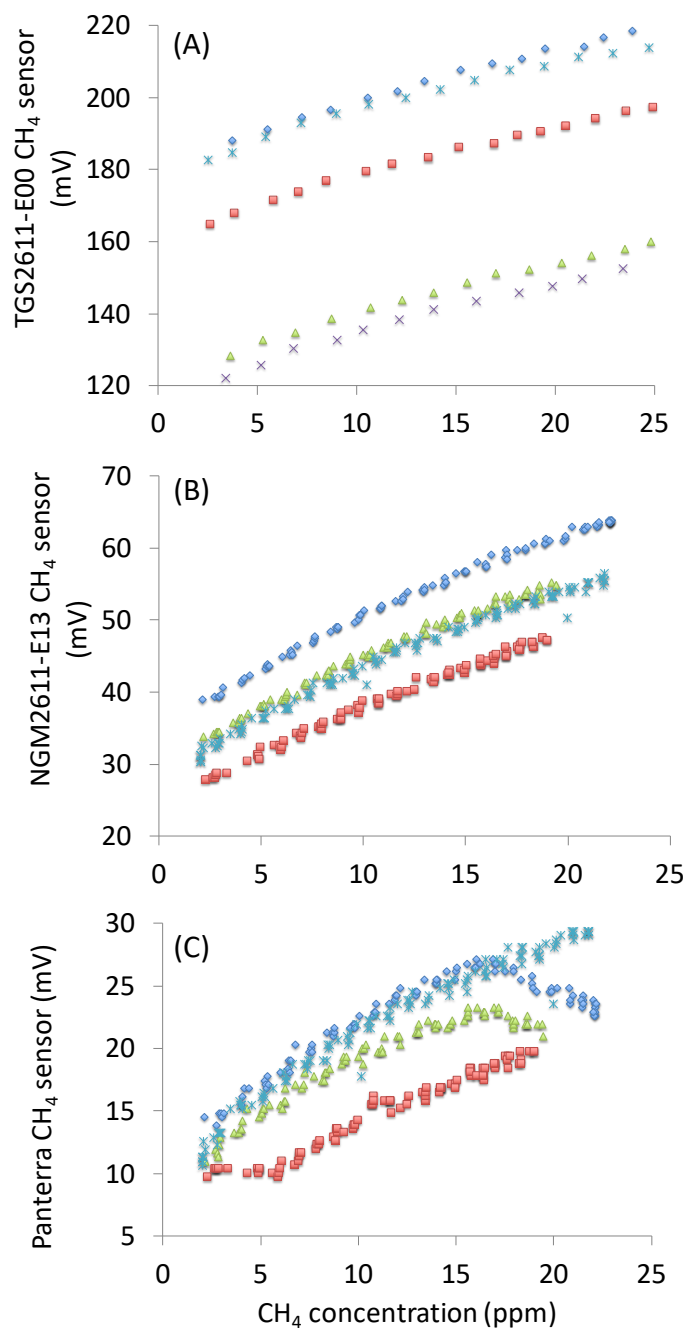 (A)
TGS2611-E00 CH₄ sensor
(mV)
220
200
180
160
140
120
0 5 10 15 20 25
(B)
NGM2611-E13 CH₄ sensor
(mV)
70
60
50
40
30
20
0 5 10 15 20 25
(C)
Panterra CH₄ sensor (mV)
30
25
20
15
10
5
0 5 10 15 20 25
CH₄ concentration (ppm)